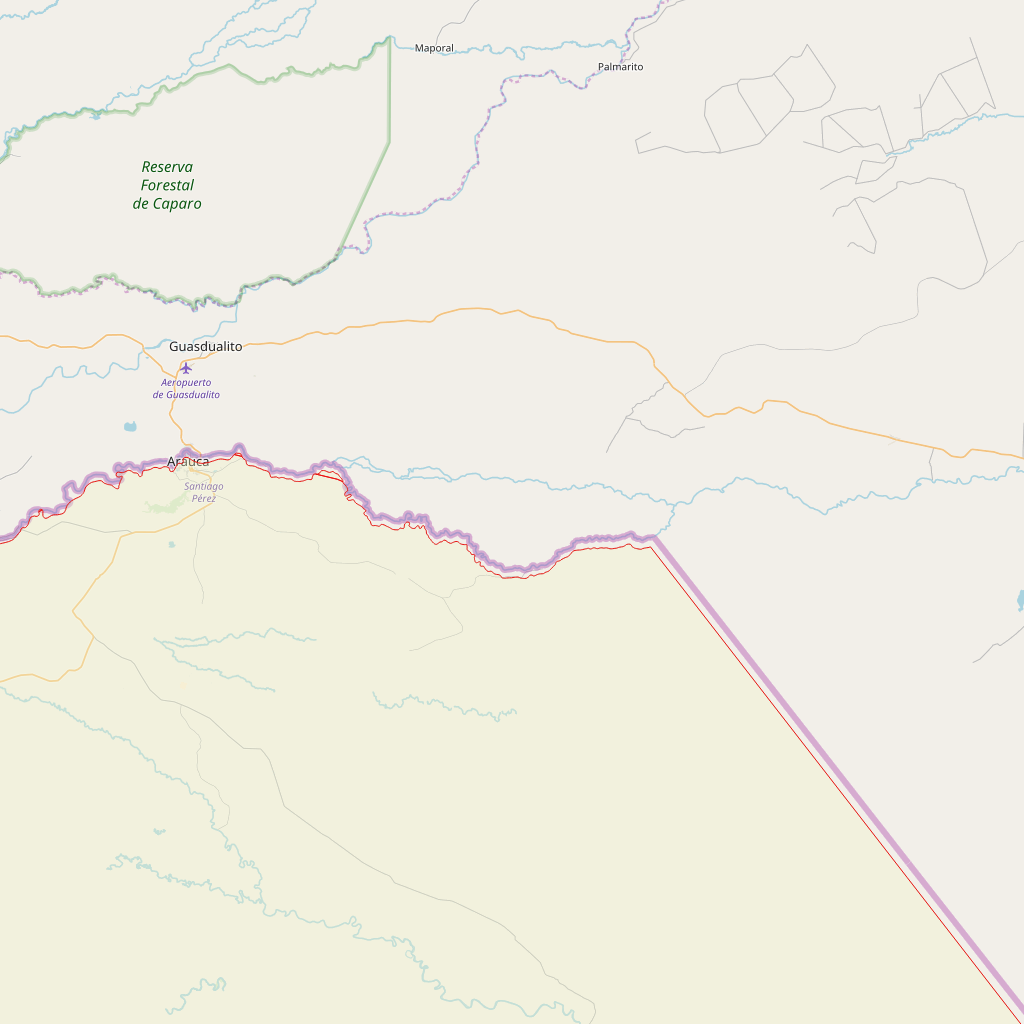 Maporal
Palmarito
Reserva
Forestal
de Caparo
Guasdualito
Aeropuerto
de Guasdualito
Arauca
Santiago
Pérez